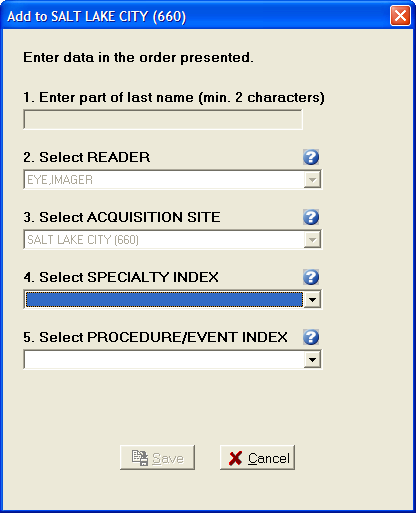 Add to SALT LAKE CITY (660)
Enter data in the order presented.
1. Enter part of last name (min. 2 characters)
2. Select READER
EYE,IMAGER
3. Select ACQUISITION SITE
SALT LAKE CITY (660)
4. Select SPECIALTY INDEX
5. Select PROCEDURE/EVENT INDEX
Save Cancel